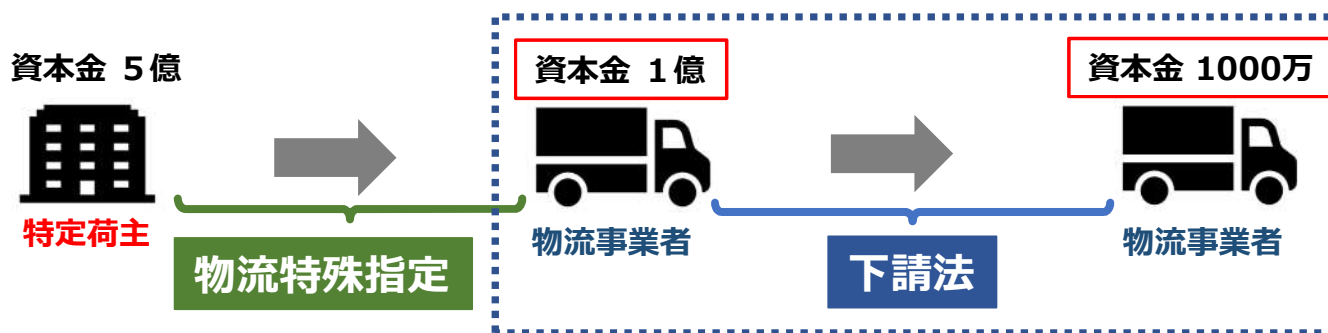 資本金 ５億
特定荷主
物流特殊指定
資本金 １億
物流事業者
下請法
資本金 1000万
物流事業者